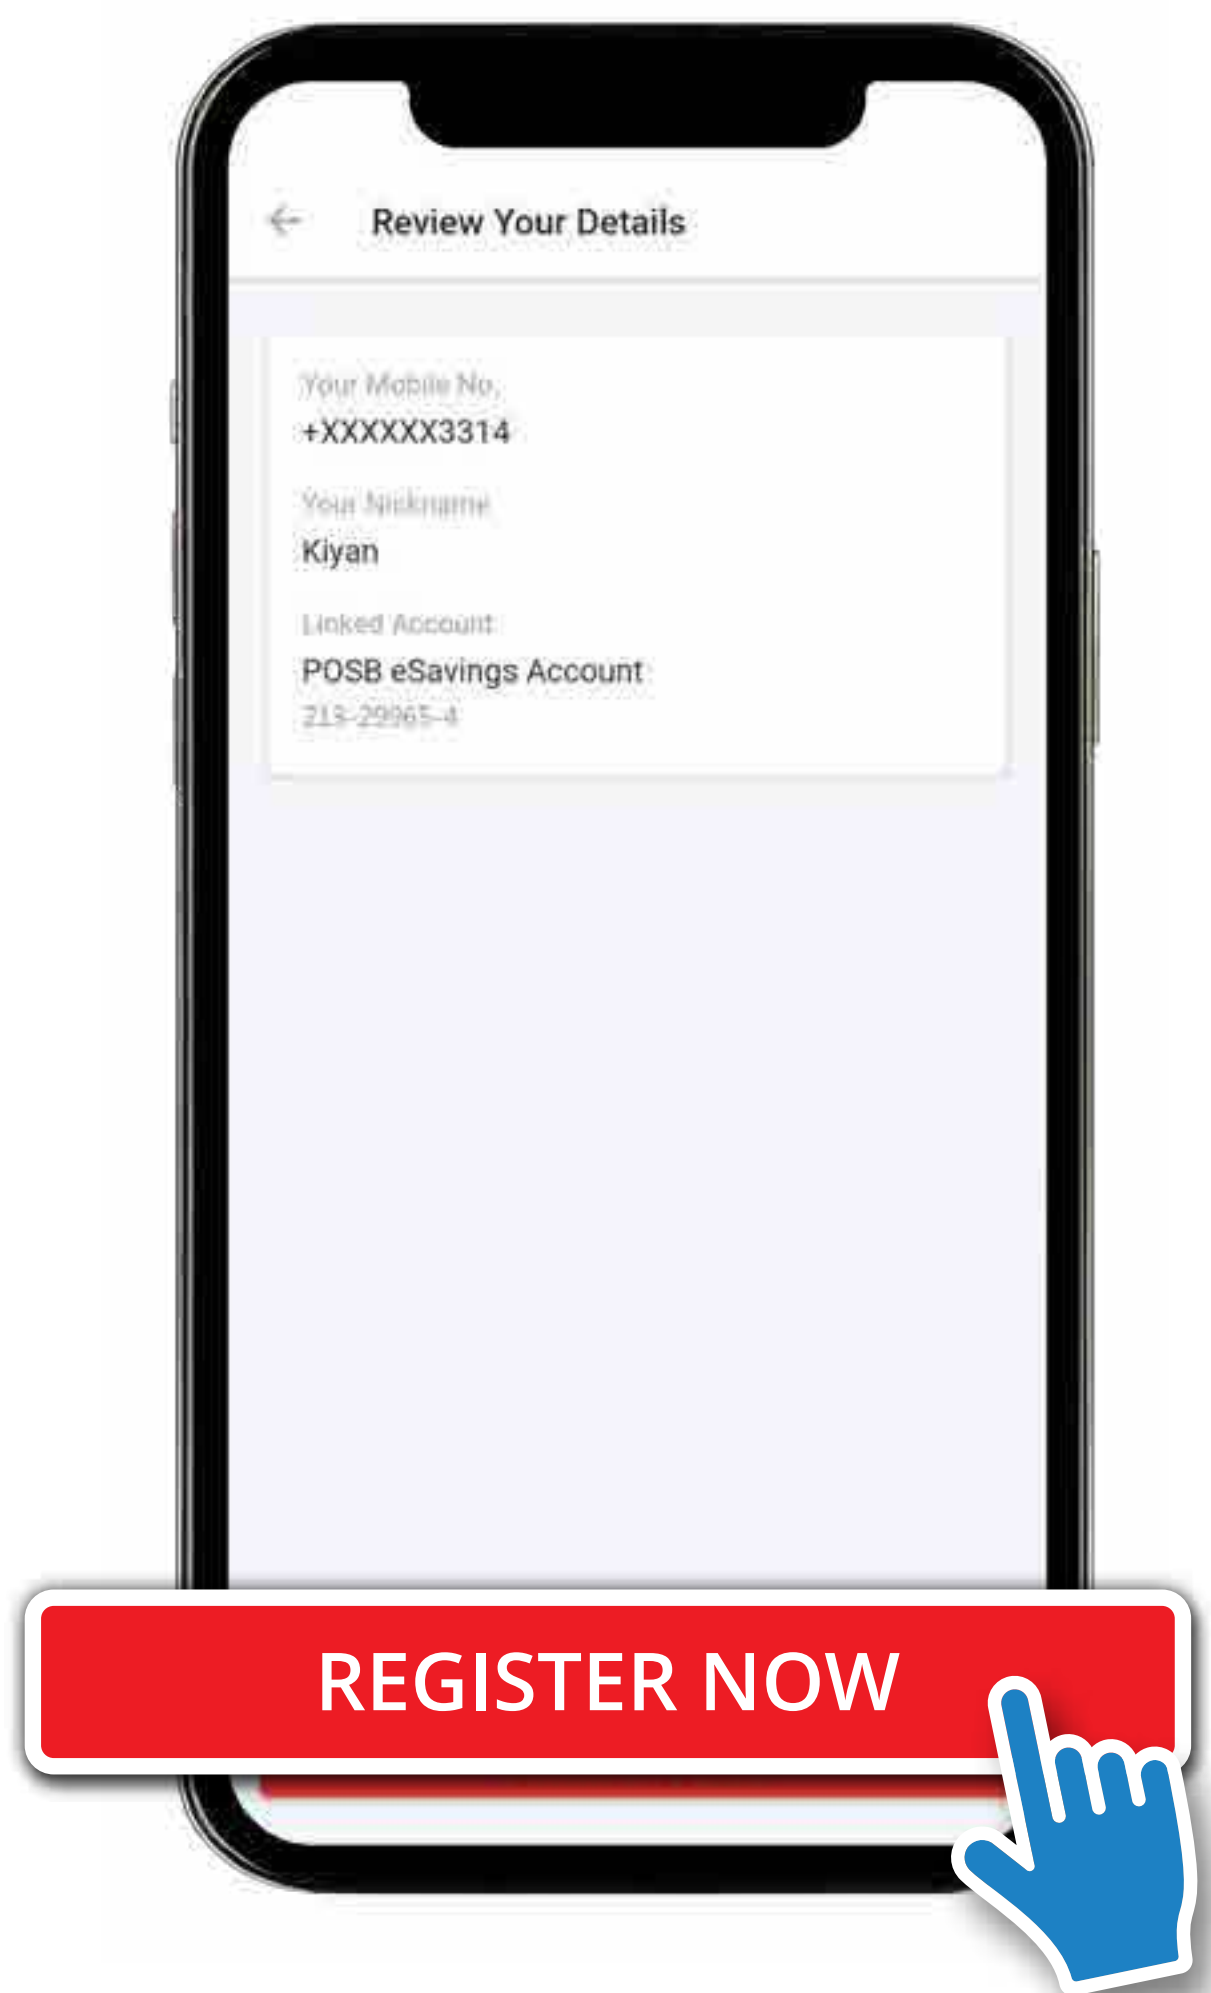 Review Your Details
Your Mobile No.
+XXXXXX3314
Your Nickname
Kiyan
Linked Account
POSB eSavings Account
213-29965-4
REGISTER NOW